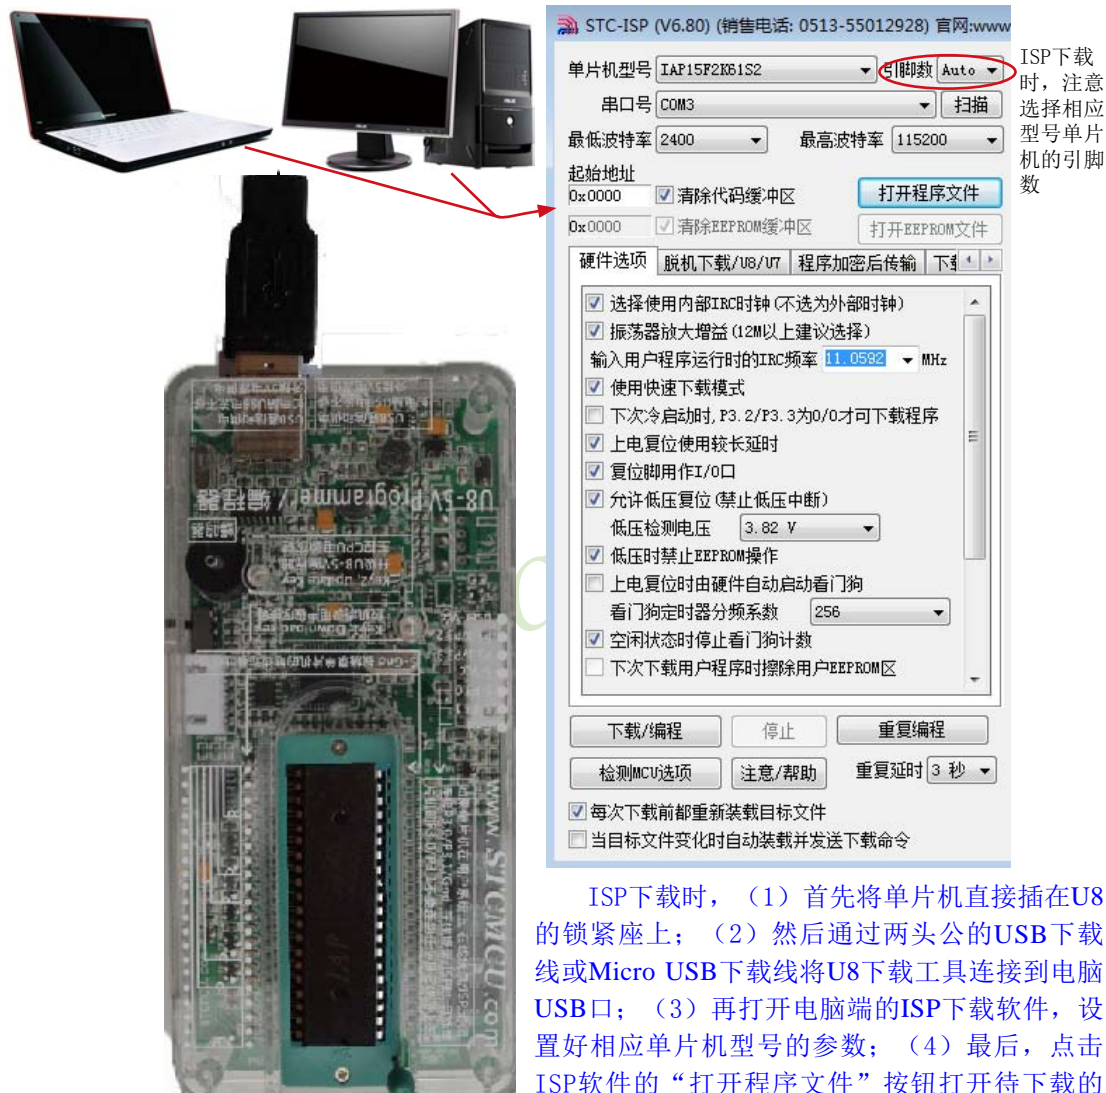 STC-ISP (V6.80) (销售电话: 0513-55012928) 官网:www
单片机型号 IAP15F2K61S2 引脚数 Auto
串口号 COM3 扫描
最低波特率 2400 最高波特率 115200
起始地址
0x0000 清除代码缓冲区 打开程序文件
0x0000 清除EEPROM缓冲区 打开EEPROM文件
硬件选项 脱机下载/U8/U7 程序加密后传输
选择使用内部IRC时钟(不选为外部时钟)
振荡器放大增益(12M以上建议选择)
输入用户程序运行时的IRC频率 11.0592 MHz
使用快速下载模式
下次冷启动时,P3.2/P3.3为0/0才可下载程序
上电复位使用较长延时
复位脚用作I/O口
允许低压复位(禁止低压中断)
低压检测电压 3.82 V
低压时禁止EEPROM操作
上电复位时由硬件自动启动看门狗
看门狗定时器分频系数 256
空闲状态时停止看门狗计数
下次下载用户程序时擦除用户EEPROM区
下载/编程 停止 重复编程
检测MCU选项 注意/帮助 重复延时 3 秒
每次下载前都重新装载目标文件
当目标文件变化时自动装载并发送下载命令
ISP下载
时，注意
选择相应
型号单片
机的引脚
数
U8-5V Programmer / 编程器
www.STCMCU.com
ISP下载时，（1）首先将单片机直接插在U8
的锁紧座上；（2）然后通过两头公的USB下载
线或Micro USB下载线将U8下载工具连接到电脑
USB口；（3）再打开电脑端的ISP下载软件，设
置好相应单片机型号的参数；（4）最后，点击
ISP软件的“打开程序文件”按钮打开待下载的